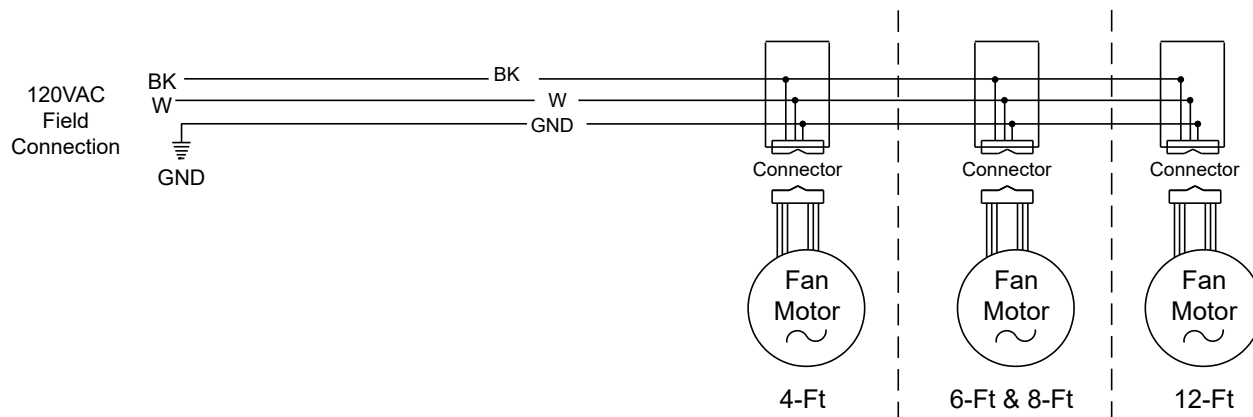 120VAC
Field
Connection
BK
W
GND
BK
W
GND
Connector
Connector
Connector
Fan
Motor
Fan
Motor
Fan
Motor
4-Ft
6-Ft & 8-Ft
12-Ft